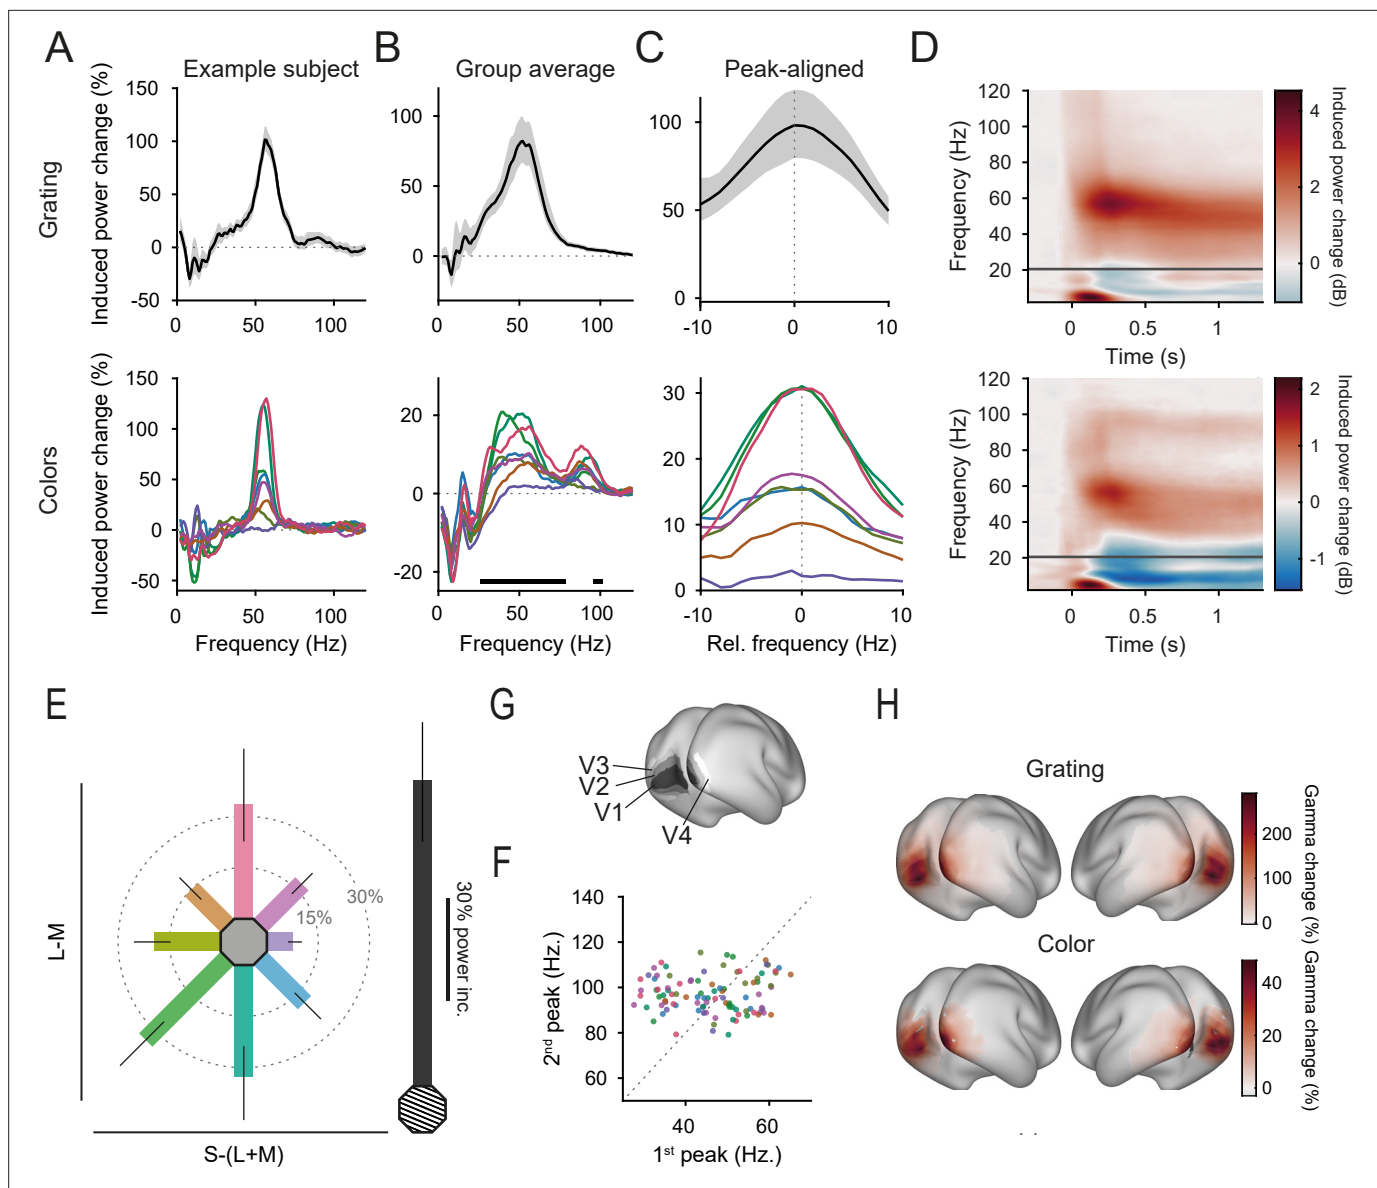 A
B
C
D
Example subject
Group average
Peak-aligned
Grating
Induced power change (%)
150
100
50
0
-50
0 50 100
100
50
0
0 50 100
100
50
0
-10 0 10
Frequency (Hz)
120
100
80
60
40
20
0 0.5 1
Time (s)
4
2
0
Induced power change (dB)
Colors
Induced power change (%)
150
100
50
0
-50
0 50 100
Frequency (Hz)
20
0
-20
0 50 100
Frequency (Hz)
30
20
10
0
-10 0 10
Rel. frequency (Hz)
Frequency (Hz)
120
100
80
60
40
20
0 0.5 1
Time (s)
2
1
0
-1
Induced power change (dB)
E
L-M
S-(L+M)
15%
30%
30% power inc.
G
V3
V2
V1
V4
F
2nd peak (Hz.)
140
120
100
80
60
40 60
1st peak (Hz.)
H
Grating
200
100
0
Gamma change (%)
Color
40
20
0
Gamma change (%)